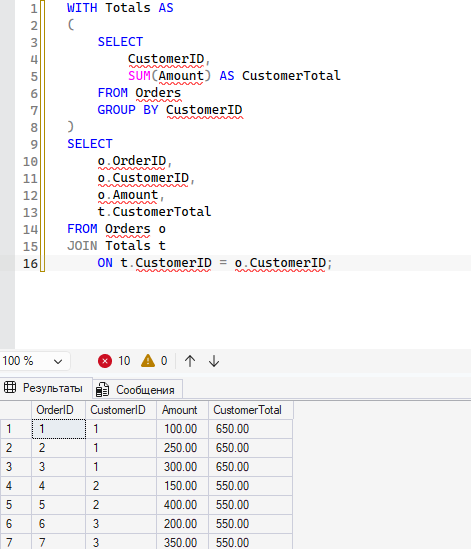 1 WITH Totals AS
2 (
3 SELECT
4 CustomerID,
5 SUM(Amount) AS CustomerTotal
6 FROM Orders
7 GROUP BY CustomerID
8 )
9 SELECT
10 o.OrderID,
11 o.CustomerID,
12 o.Amount,
13 t.CustomerTotal
14 FROM Orders o
15 JOIN Totals t
16 ON t.CustomerID = o.CustomerID;
100 % 10 0
Результаты Сообщения
OrderID CustomerID Amount CustomerTotal
1 1 1 100.00 650.00
2 2 1 250.00 650.00
3 3 1 300.00 650.00
4 4 2 150.00 550.00
5 5 2 400.00 550.00
6 6 3 200.00 550.00
7 7 3 350.00 550.00